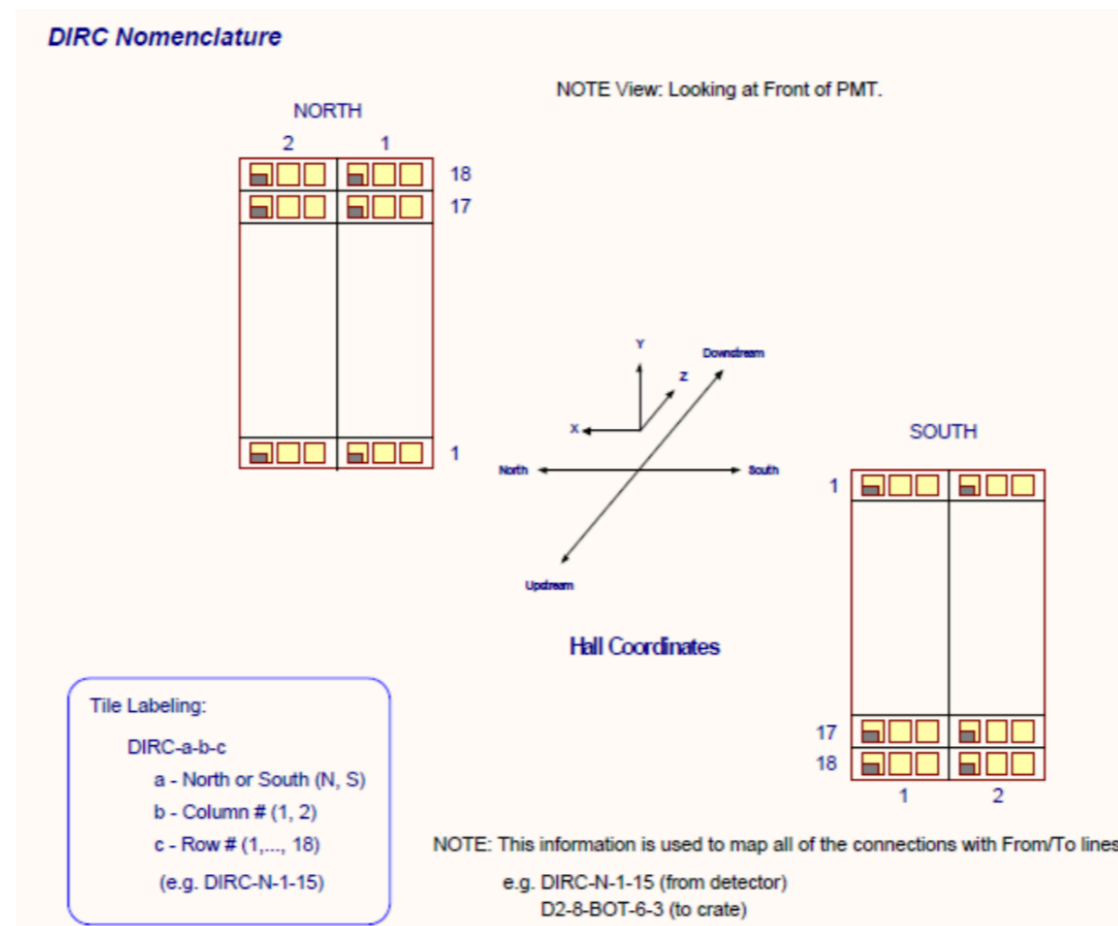 DIRC Nomenclature
NOTE View: Looking at Front of PMT.
NORTH
2 1
18
17
1
Y
Downstream
Z
X
North South
Upstream
Hall Coordinates
SOUTH
1
17
18
1 2
Tile Labeling:
DIRC-a-b-c
a - North or South (N, S)
b - Column # (1, 2)
c - Row # (1,..., 18)
(e.g. DIRC-N-1-15)
NOTE: This information is used to map all of the connections with From/To lines
e.g. DIRC-N-1-15 (from detector)
D2-8-BOT-6-3 (to crate)